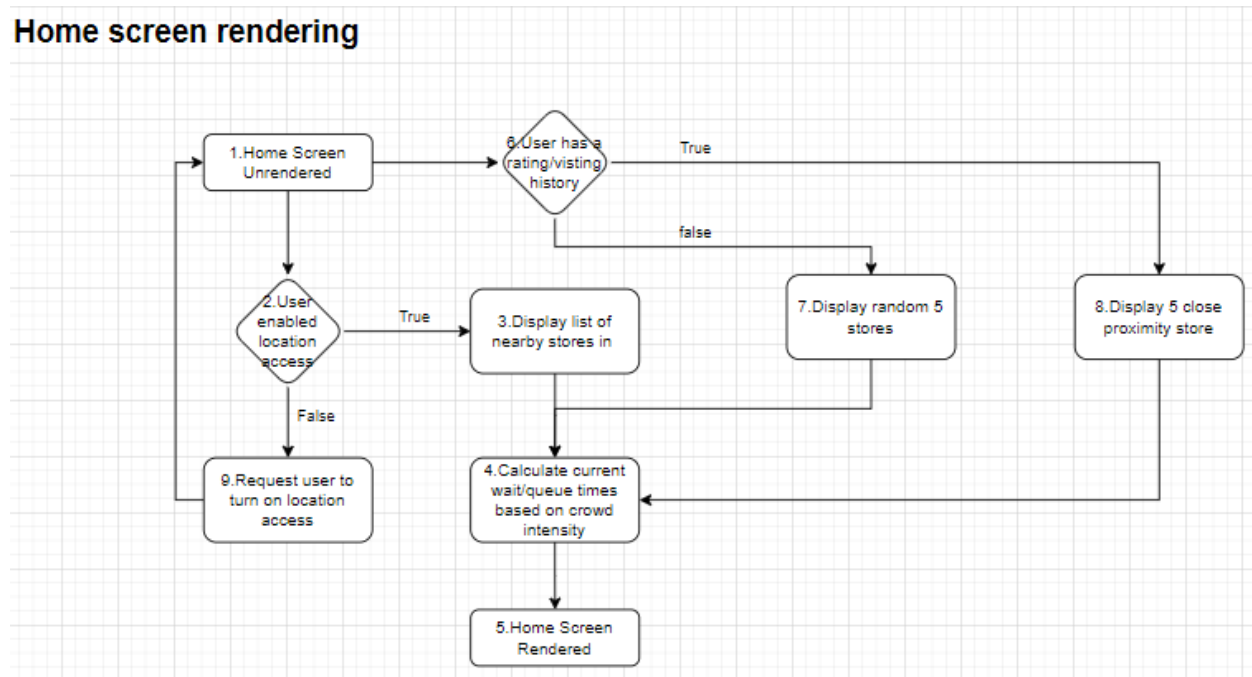 Home screen rendering
1.Home Screen
Unrendered
6.User has a
rating/visting
history
True
false
2.User
enabled
location
access
True
3.Display list of
nearby stores in
7.Display random 5
stores
8.Display 5 close
proximity store
False
9.Request user to
turn on location
access
4.Calculate current
wait/queue times
based on crowd
intensity
5.Home Screen
Rendered